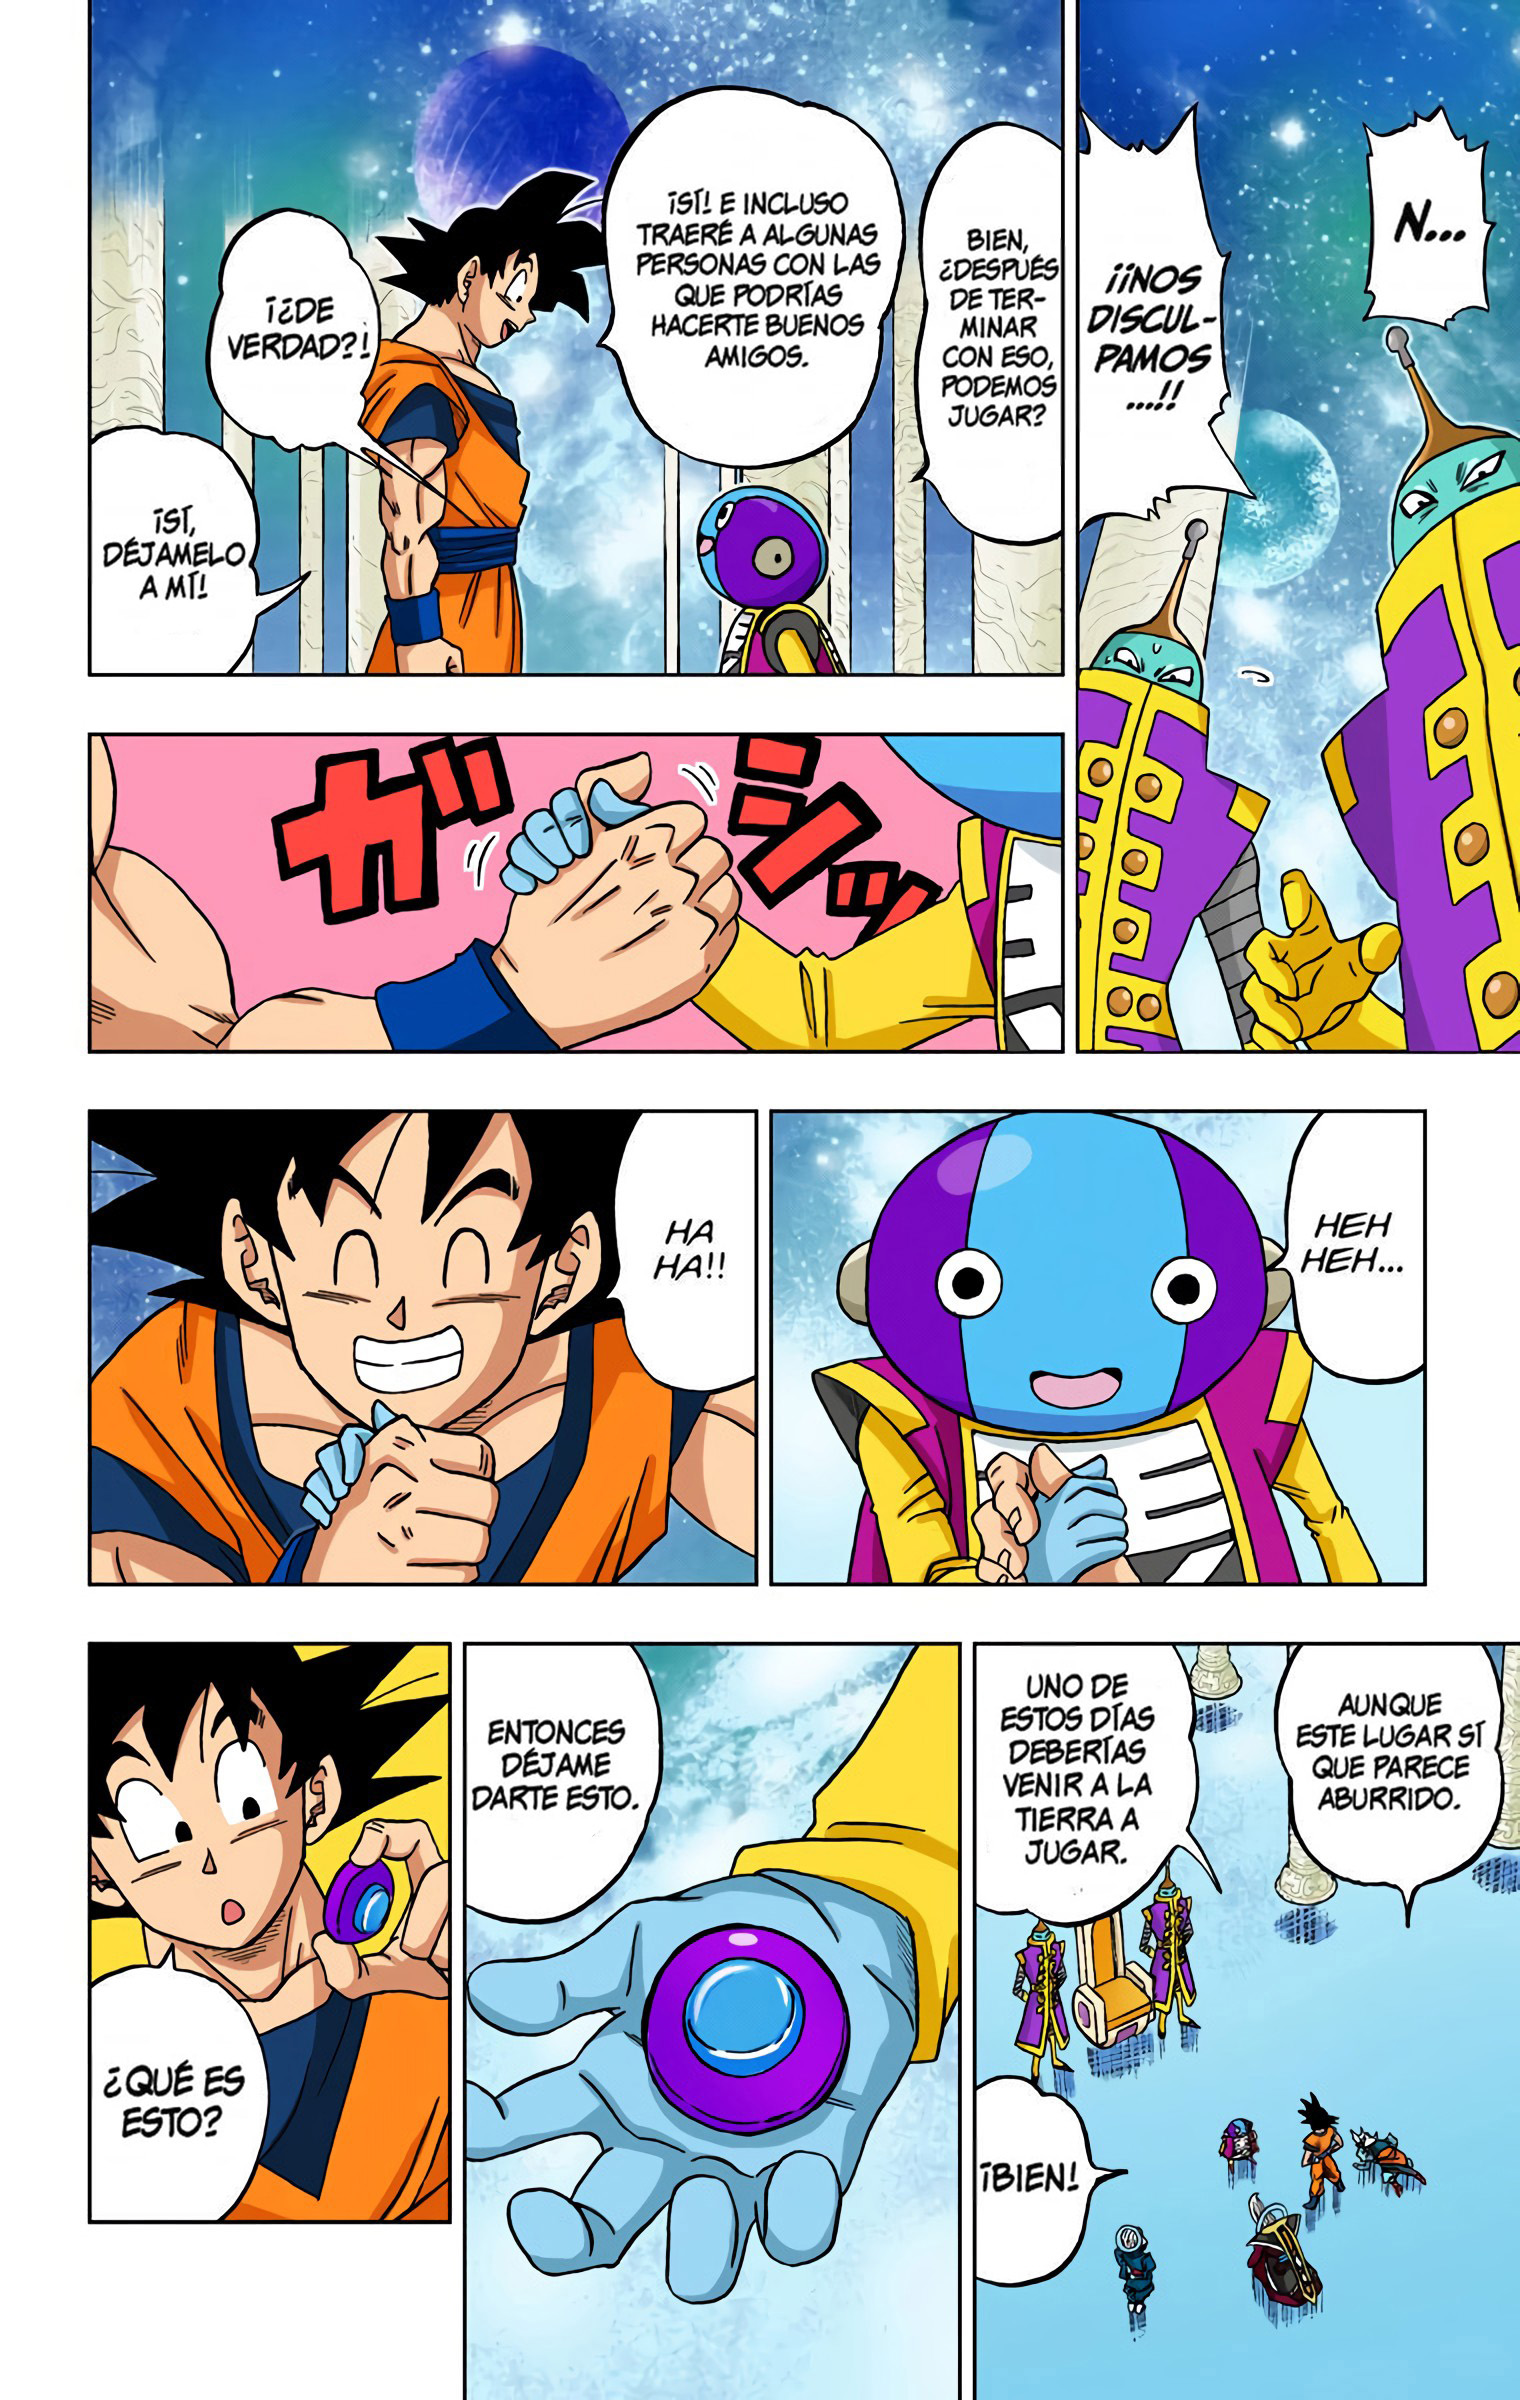 N...
¡¡NOS
DISCUL-
PAMOS
....!!
BIEN,
¿DESPUÉS
DE TER-
MINAR
CON ESO,
PODEMOS
JUGAR?
¡SÍ! E INCLUSO
TRAERÉ A ALGUNAS
PERSONAS CON LAS
QUE PODRÍAS
HACERTE BUENOS
AMIGOS.
¡¿DE
VERDAD?!
¡SÍ,
DÉJAMELO
A MÍ!
ガシッ
HEH
HEH...
HA
HA!!
AUNQUE
ESTE LUGAR SÍ
QUE PARECE
ABURRIDO.
UNO DE
ESTOS DÍAS
DEBERÍAS
VENIR A LA
TIERRA A
JUGAR.
¡BIEN!
ENTONCES
DÉJAME
DARTE ESTO.
¿QUÉ ES
ESTO?